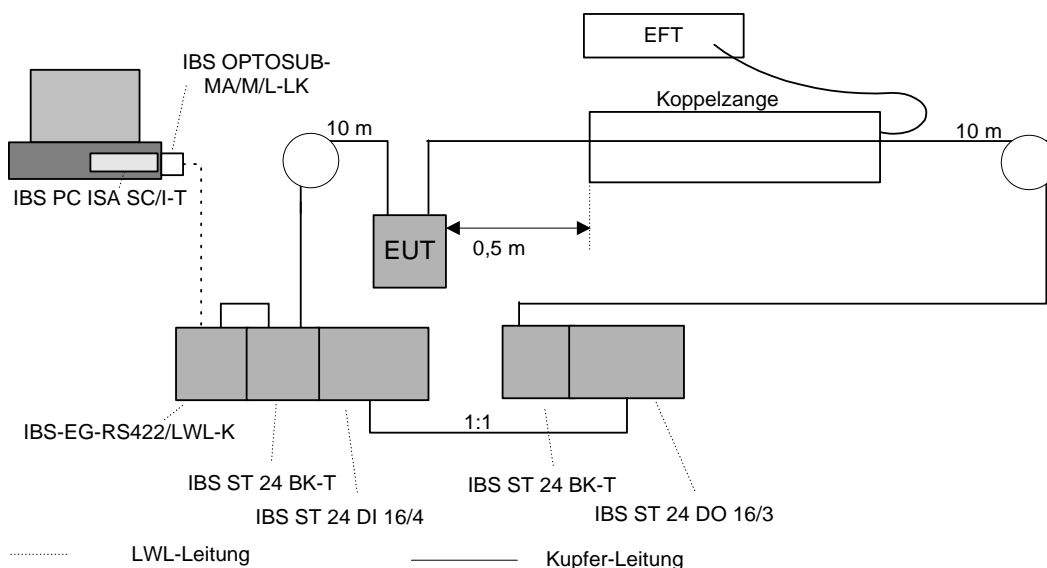 EFT
IBS OPTOSUB-
MA/M/L-LK
Koppelzange
10 m
10 m
IBS PC ISA SC/I-T
EUT
0,5 m
1:1
IBS-EG-RS422/LWL-K
IBS ST 24 BK-T
IBS ST 24 BK-T
IBS ST 24 DI 16/4
IBS ST 24 DO 16/3
LWL-Leitung
Kupfer-Leitung